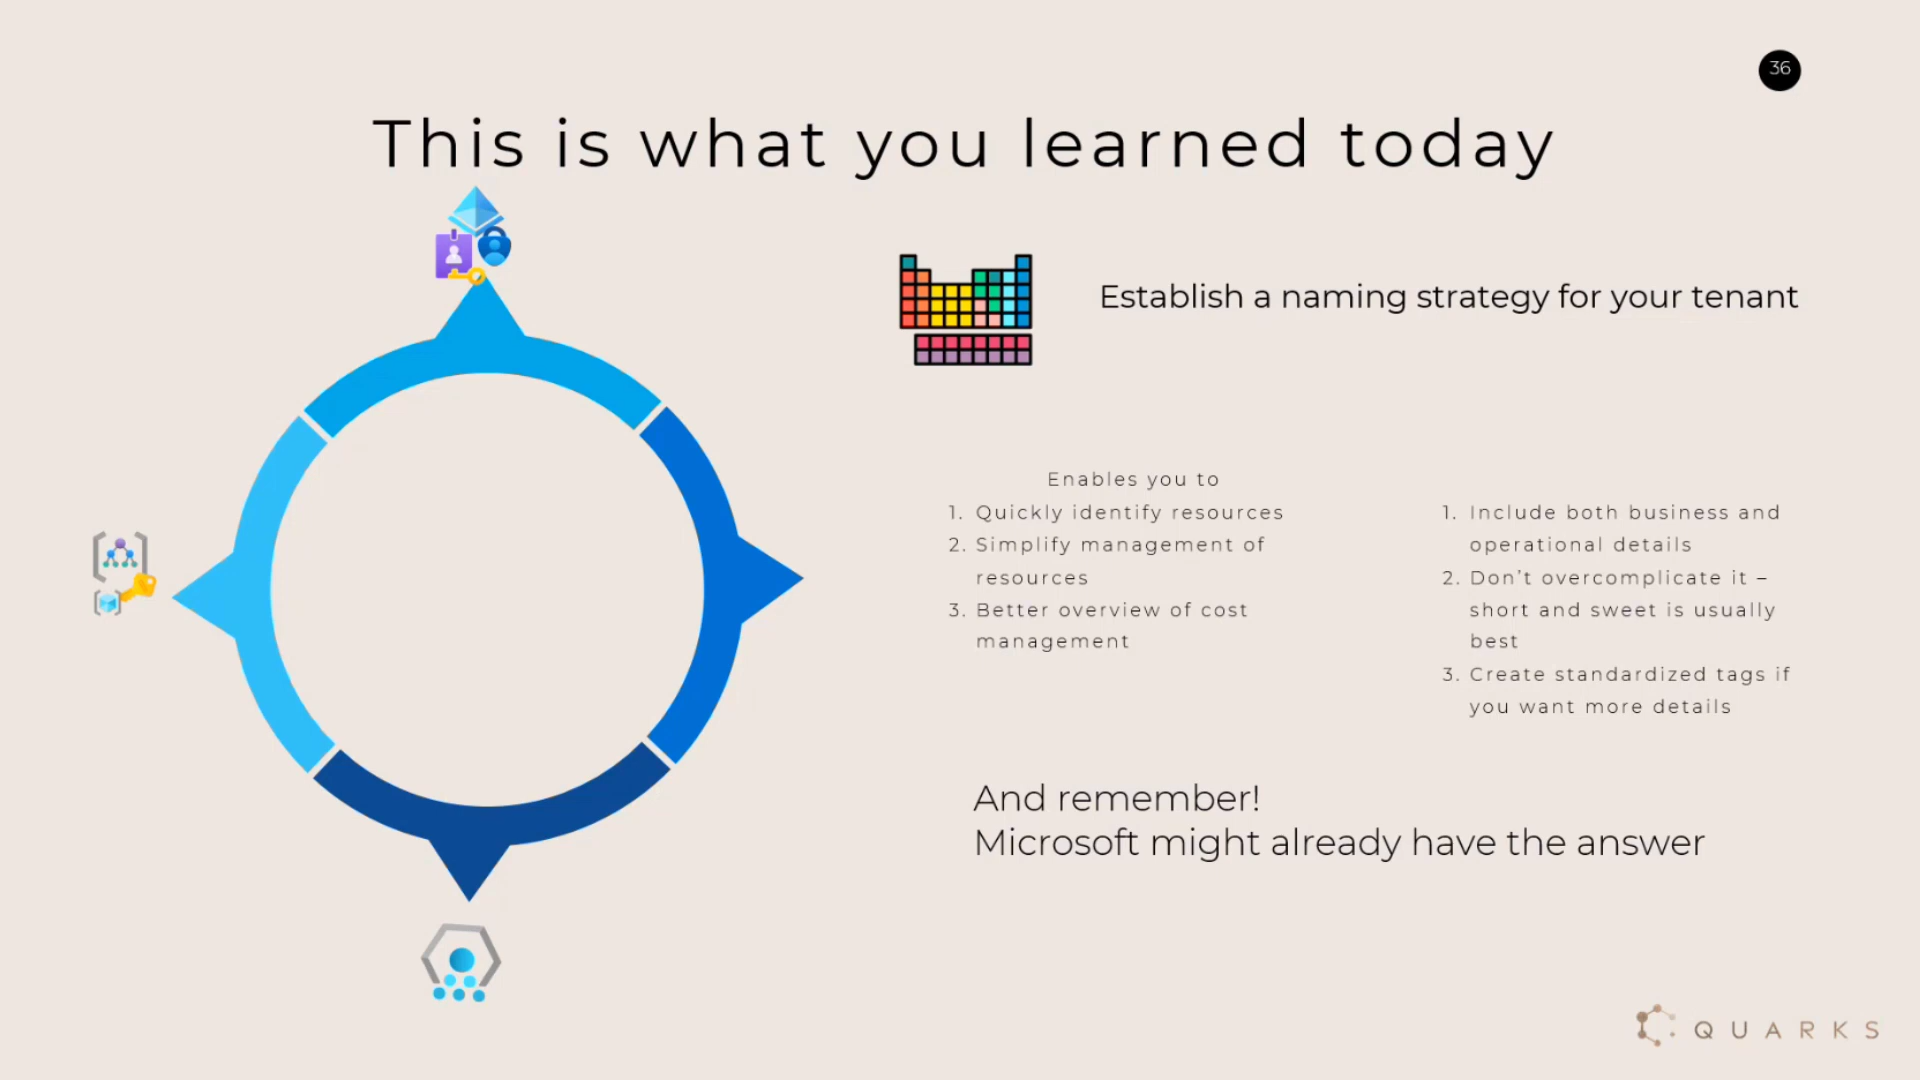 36
This is what you learned today
Establish a naming strategy for your tenant
Enables you to
1. Quickly identify resources
2. Simplify management of
resources
3. Better overview of cost
management
1. Include both business and
operational details
2. Don't overcomplicate it –
short and sweet is usually
best
3. Create standardized tags if
you want more details
And remember!
Microsoft might already have the answer
QUARKS